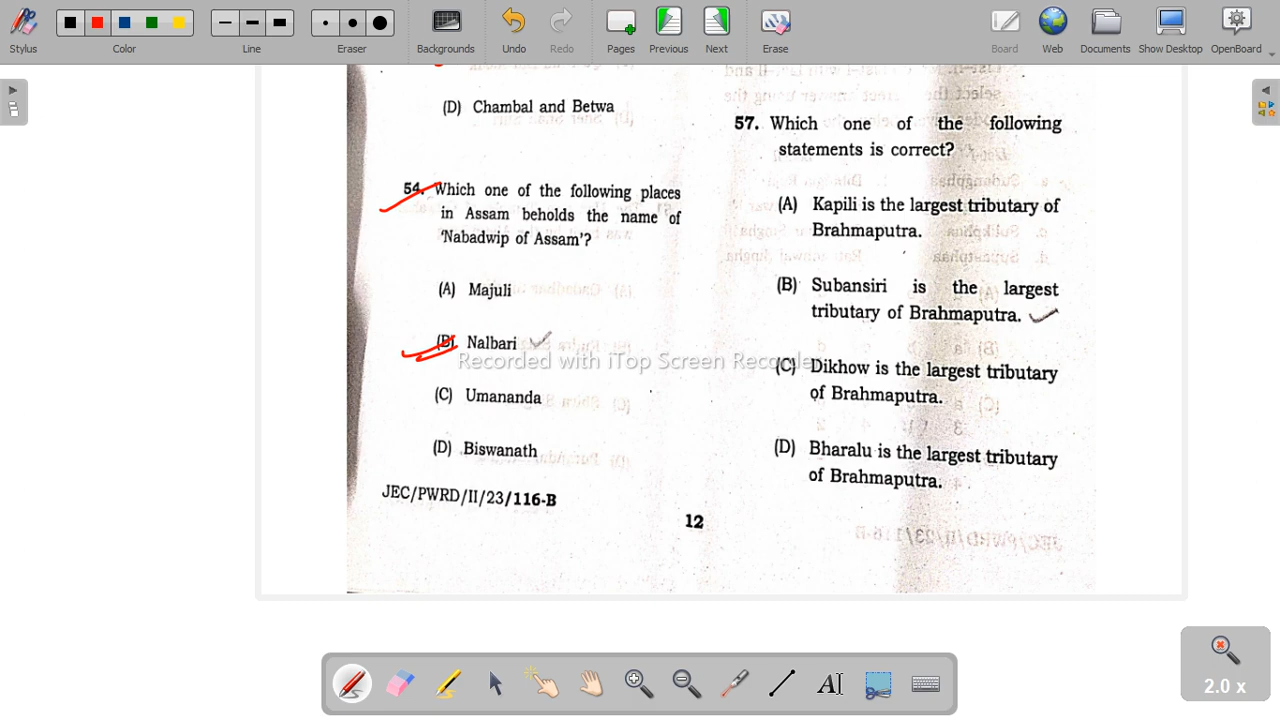 Stylus
Color
Line
Eraser
Backgrounds
Undo
Redo
Pages
Previous
Next
Erase
Board
Web
Documents
Show Desktop
OpenBoard
(D) Chambal and Betwa
54. Which one of the following places
in Assam beholds the name of
'Nabadwip of Assam'?
(A) Majuli
(B) Nalbari
(C) Umananda
(D) Biswanath
JEC/PWRD/II/23/116-B
12
57. Which one of the following
statements is correct?
(A) Kapili is the largest tributary of
Brahmaputra.
(B) Subansiri is the largest
tributary of Brahmaputra.
(C) Dikhow is the largest tributary
of Brahmaputra.
(D) Bharalu is the largest tributary
of Brahmaputra.
Recorded with iTop Screen Recorder
2.0 x